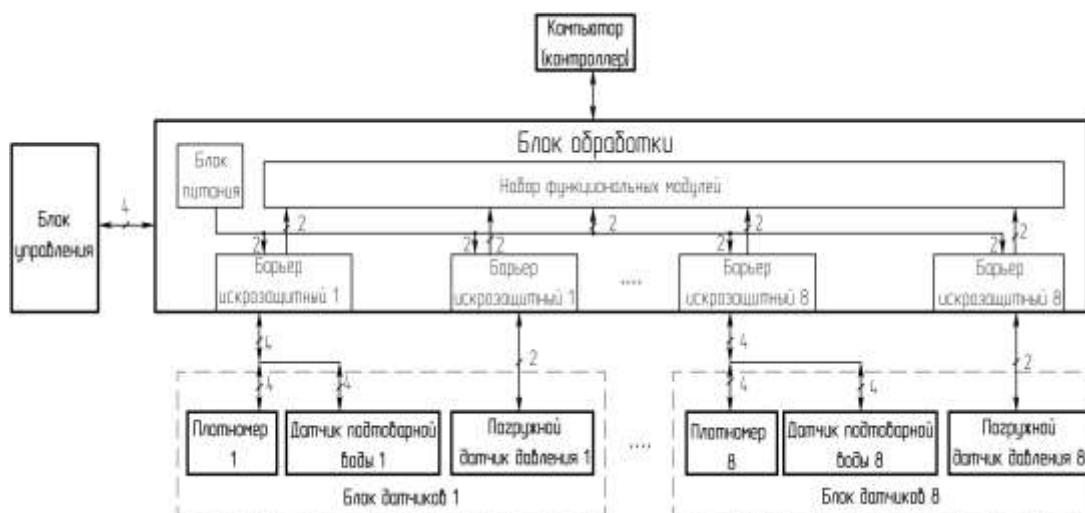 Компьютор
(контроллер)
Блок обработки
Блок
питания
Набор функциональных модулей
Блок
управления
4
2
2
2
2
2
2
2
2
2
Барьер
искрозащитный 1
Барьер
искрозащитный 1
....
Барьер
искрозащитный 8
Барьер
искрозащитный 8
4
2
4
2
4
4
4
4
Плотномер
1
Датчик подтоварной
воды 1
Погружной
датчик давления 1
....
Плотномер
8
Датчик подтоварной
воды 8
Погружной
датчик давления 8
Блок датчиков 1
Блок датчиков 8